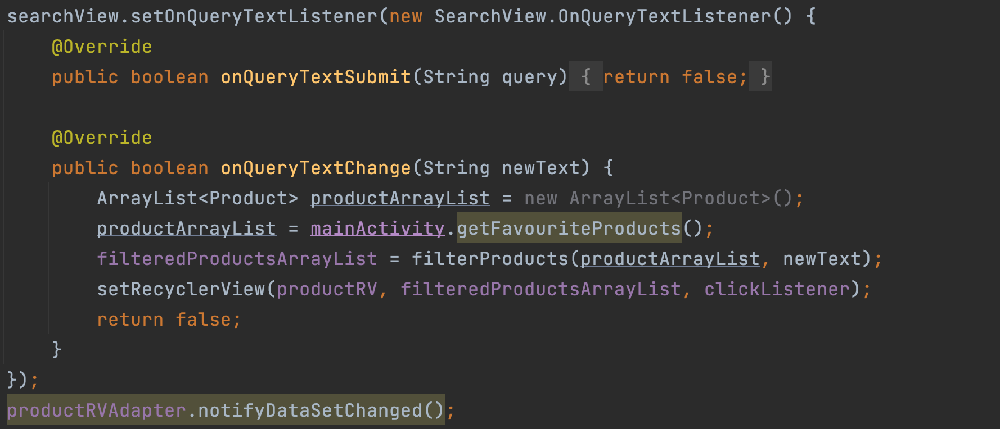 searchView.setOnQueryTextListener(new SearchView.OnQueryTextListener() {
    @Override
    public boolean onQueryTextSubmit(String query) { return false; }

    @Override
    public boolean onQueryTextChange(String newText) {
        ArrayList<Product> productArrayList = new ArrayList<Product>();
        productArrayList = mainActivity.getFavouriteProducts();
        filteredProductsArrayList = filterProducts(productArrayList, newText);
        setRecyclerView(productRV, filteredProductsArrayList, clickListener);
        return false;
    }
});
productRVAdapter.notifyDataSetChanged();